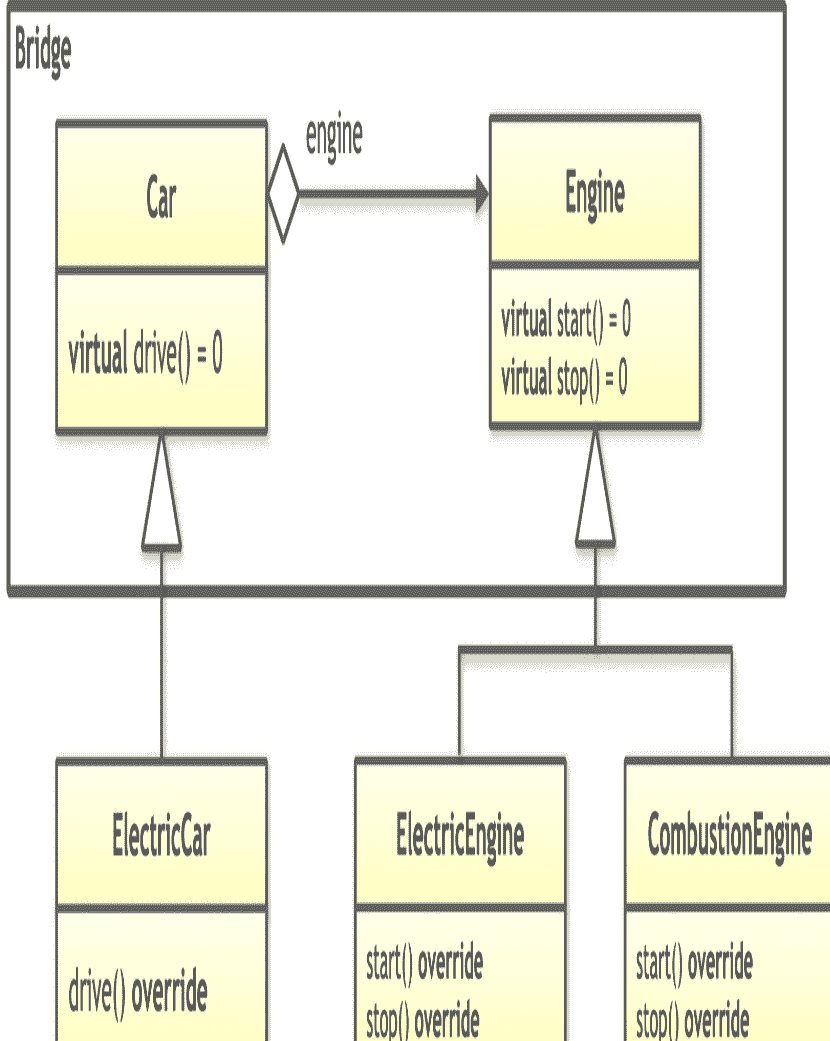 Bridge
engine
Car
Engine
virtual drive() = 0
virtual start() = 0
virtual stop() = 0
ElectricCar
ElectricEngine
CombustionEngine
drive() override
start() override
stop() override
start() override
stop() override